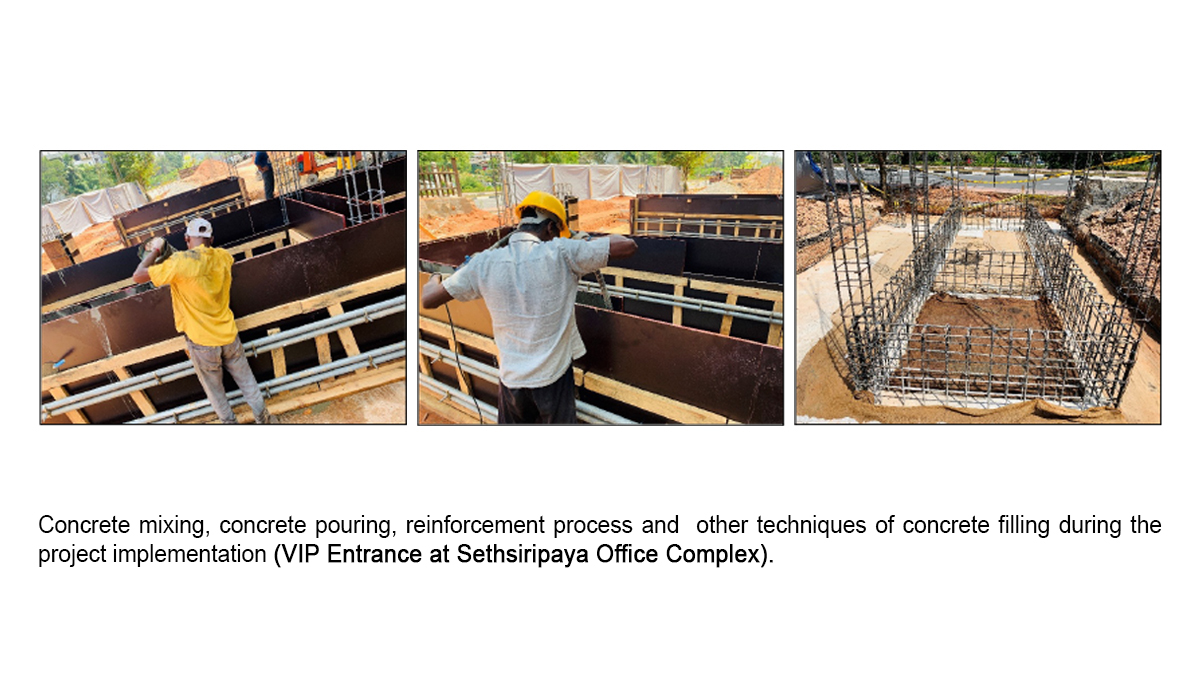 Concrete mixing, concrete pouring, reinforcement process and  other techniques of concrete filling during the
project implementation (VIP Entrance at Sethsiripaya Office Complex).